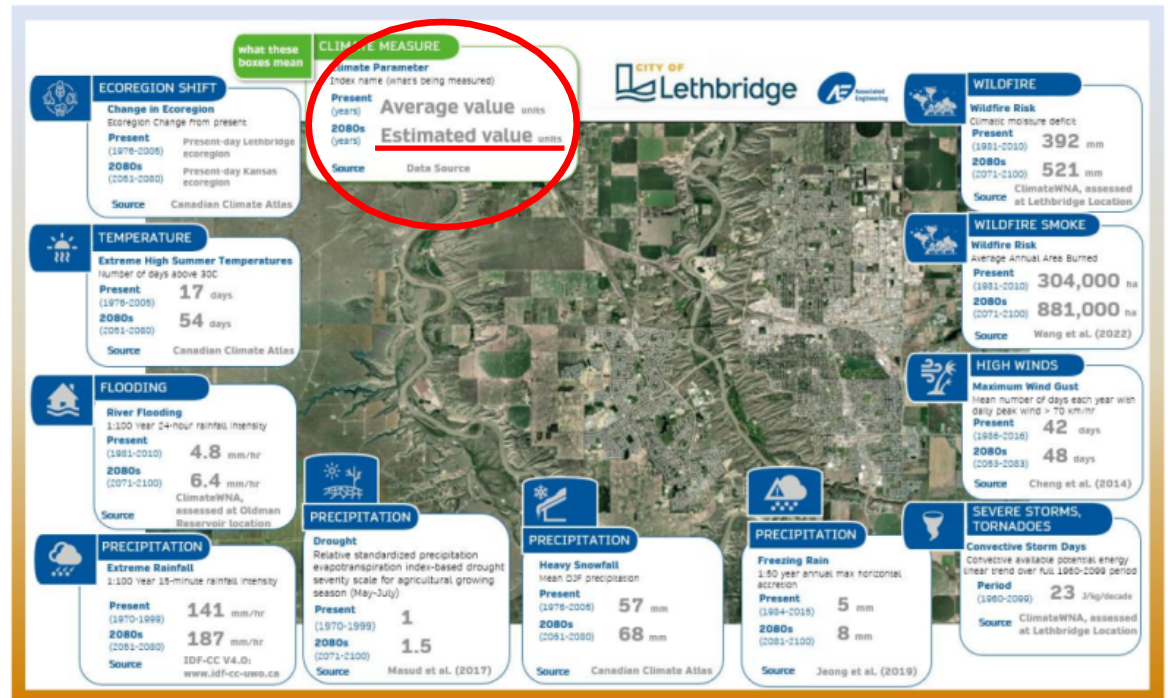 what these
boxes mean
CLIMATE MEASURE
Climate Parameter
Index name (what's being measured)
Present
(years)
Average value units
2080s
(years)
Estimated value units
Source Data Source
CITY OF
Lethbridge
Associated
Engineering
ECOREGION SHIFT
Change in Ecoregion
Ecoregion Change from present
Present
(1976-2005)
Present-day Lethbridge
ecoregion
2080s
(2051-2080)
Present-day Kansas
ecoregion
Source Canadian Climate Atlas
TEMPERATURE
Extreme High Summer Temperatures
Number of days above 30C
Present
(1976-2005)
17 days
2080s
(2051-2080)
54 days
Source Canadian Climate Atlas
FLOODING
River Flooding
1:100 Year 24-hour rainfall intensity
Present
(1981-2010)
4.8 mm/hr
2080s
(2071-2100)
6.4 mm/hr
Source
ClimateWNA,
assessed at Oldman
Reservoir location
PRECIPITATION
Extreme Rainfall
1:100 Year 15-minute rainfall intensity
Present
(1970-1999)
141 mm/hr
2080s
(2051-2080)
187 mm/hr
Source
IDF-CC V4.0:
www.idf-cc-uwo.ca
PRECIPITATION
Drought
Relative standardized precipitation
evapotranspiration index-based drought
severity scale for agricultural growing
season (May-July)
Present
(1970-1999)
1
2080s
(2071-2100)
1.5
Source Masud et al. (2017)
PRECIPITATION
Heavy Snowfall
Mean DJF precipitation
Present
(1976-2005)
57 mm
2080s
(2051-2080)
68 mm
Source Canadian Climate Atlas
PRECIPITATION
Freezing Rain
1:50 year annual max horizontal
accretion
Present
(1984-2015)
5 mm
2080s
(2081-2100)
8 mm
Source Jeong et al. (2019)
WILDFIRE
Wildfire Risk
Climatic moisture deficit
Present
(1981-2010)
392 mm
2080s
(2071-2100)
521 mm
Source
ClimateWNA, assessed
at Lethbridge Location
WILDFIRE SMOKE
Wildfire Risk
Average Annual Area Burned
Present
(1981-2010)
304,000 ha
2080s
(2071-2100)
881,000 ha
Source Wang et al. (2022)
HIGH WINDS
Maximum Wind Gust
Mean number of days each year with
daily peak wind > 70 km/hr
Present
(1986-2016)
42 days
2080s
(2053-2083)
48 days
Source Cheng et al. (2014)
SEVERE STORMS,
TORNADOES
Convective Storm Days
Convective available potential energy
linear trend over full 1960-2099 period
Period
(1960-2099)
23 J/kg/decade
Source
ClimateWNA, assessed
at Lethbridge Location